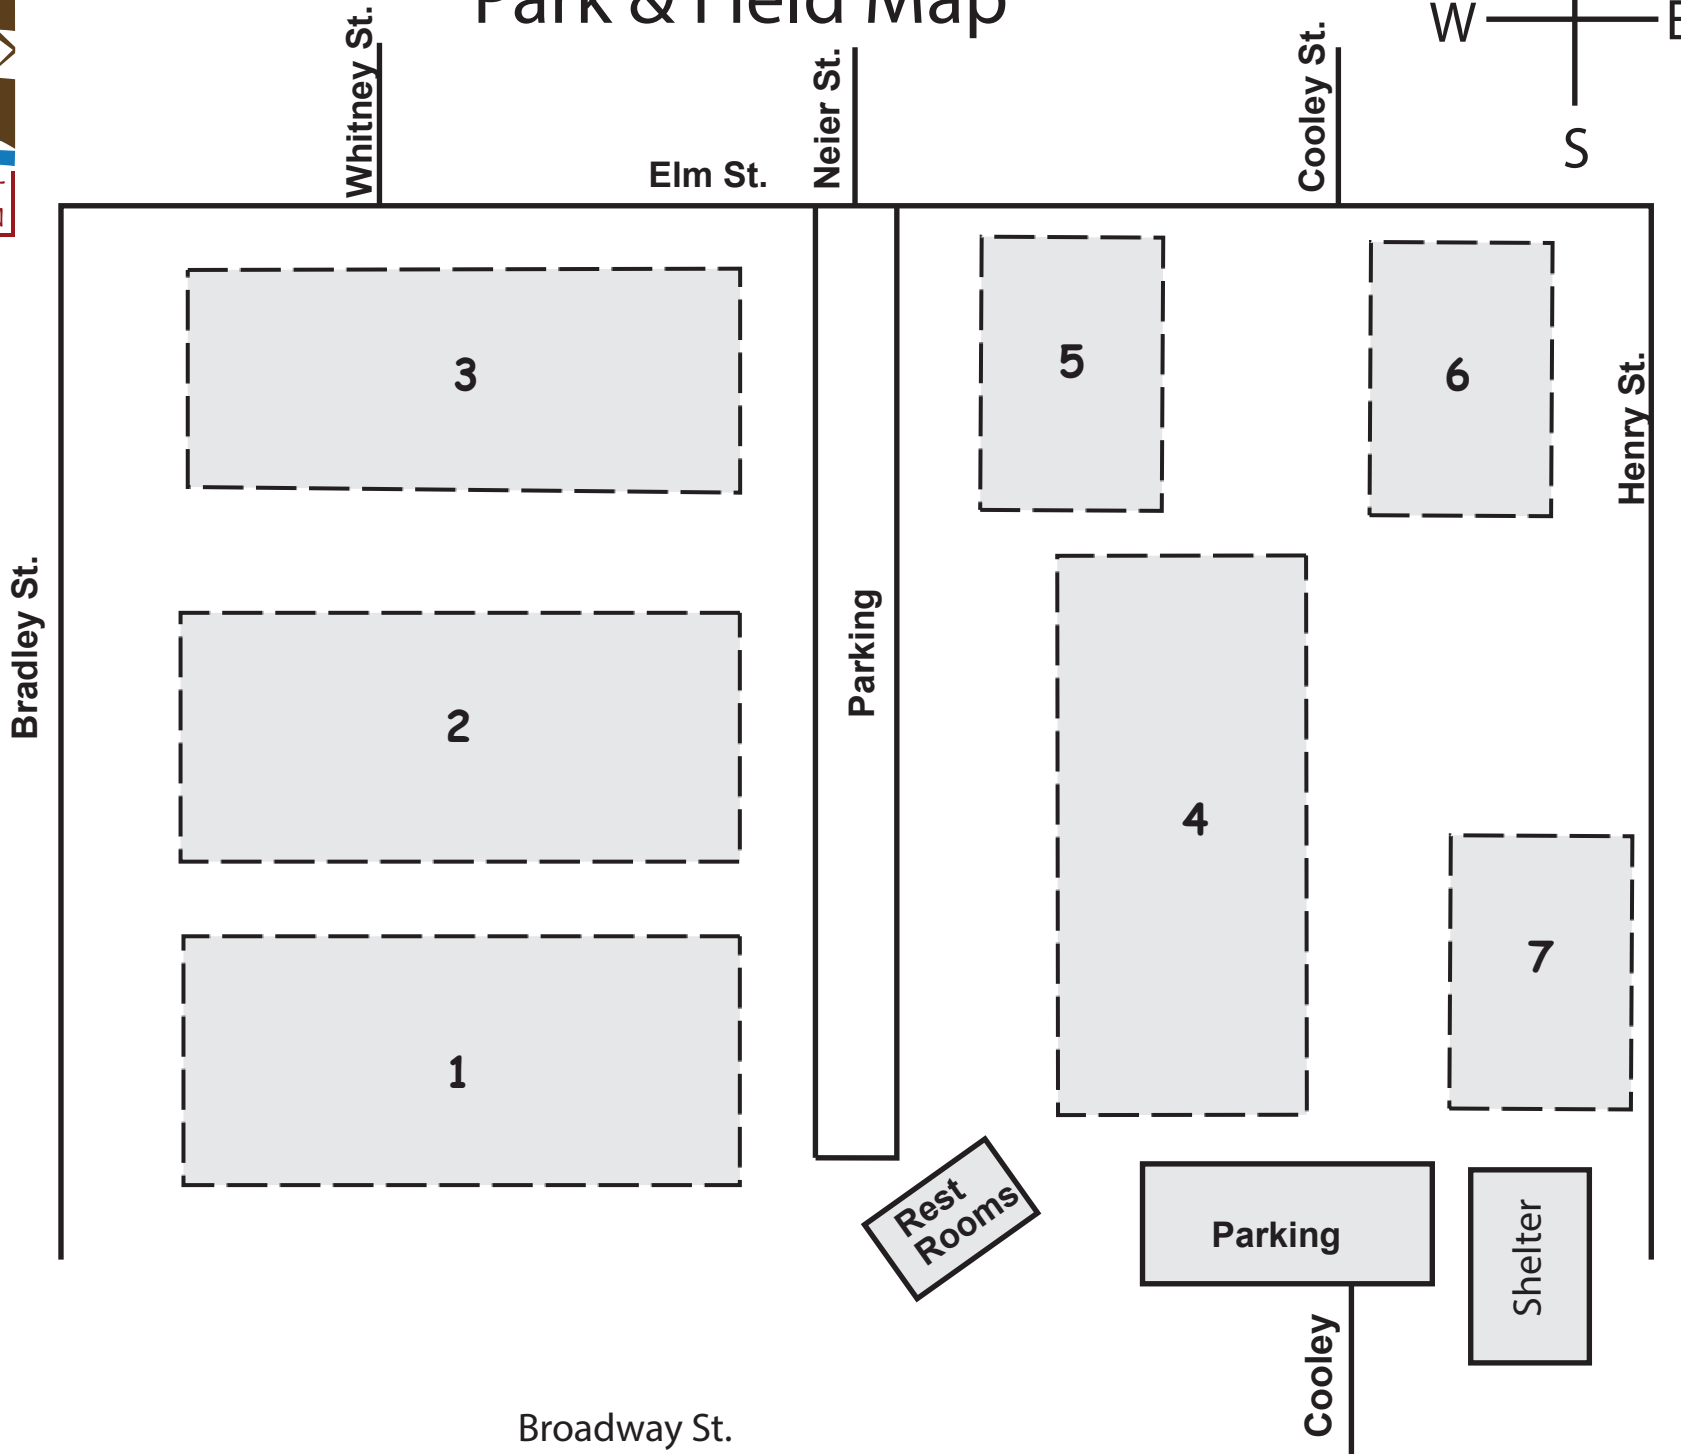 Park & Field Map
W
E
S
Whitney St.
Neier St.
Cooley St.
Elm St.
3
5
6
Henry St.
Bradley St.
Parking
2
4
7
1
Rest
Rooms
Parking
Shelter
Cooley
Broadway St.